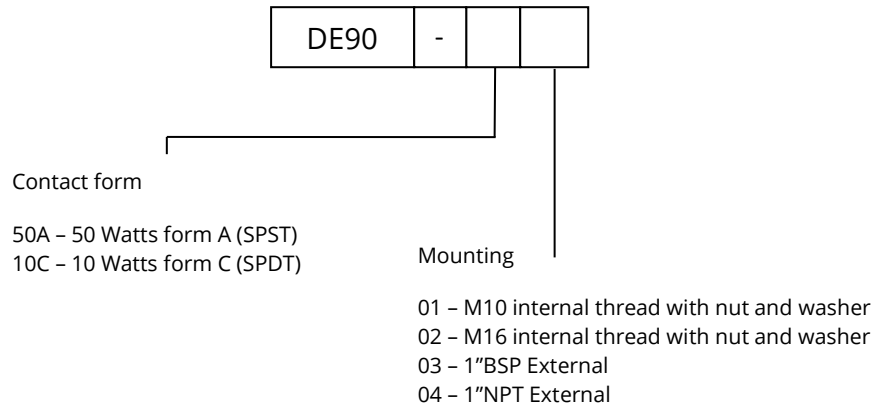 DE90 -
Contact form
50A – 50 Watts form A (SPST)
10C – 10 Watts form C (SPDT)
Mounting
01 – M10 internal thread with nut and washer
02 – M16 internal thread with nut and washer
03 – 1”BSP External
04 – 1”NPT External